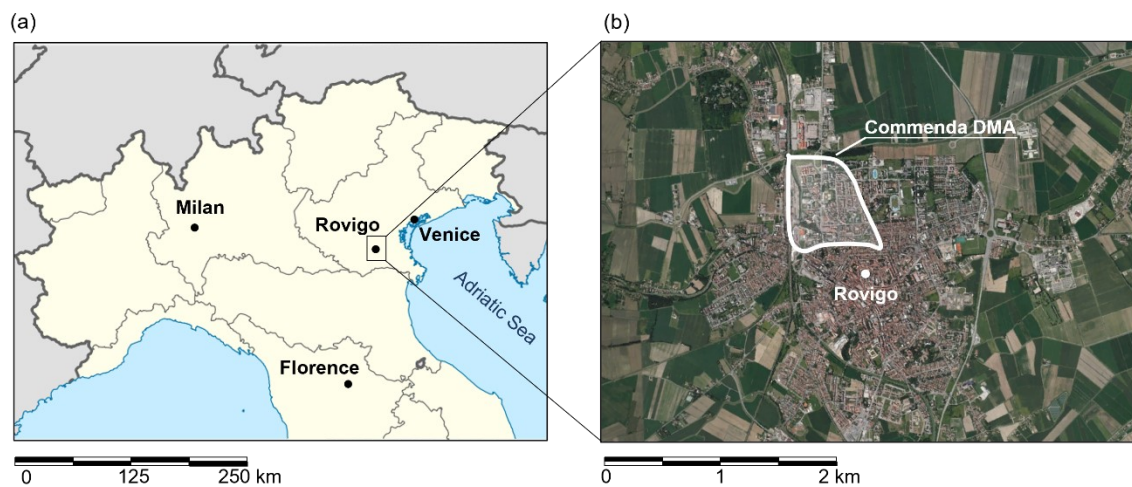 (a)
Milan
Rovigo
Venice
Adriatic Sea
Florence
0 125 250 km
(b)
Commenda DMA
Rovigo
0 1 2 km